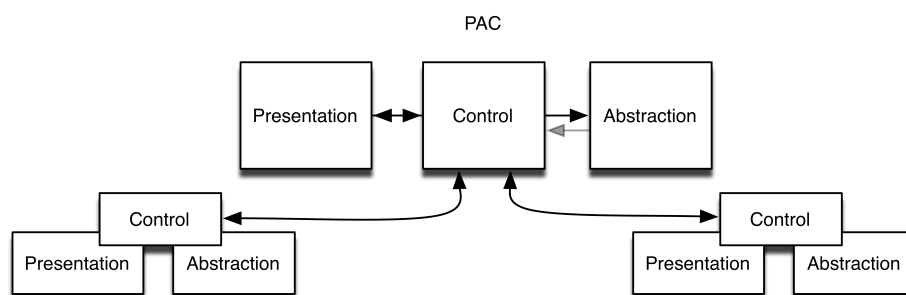 PAC
Presentation
Control
Abstraction
Control
Presentation
Abstraction
Control
Presentation
Abstraction